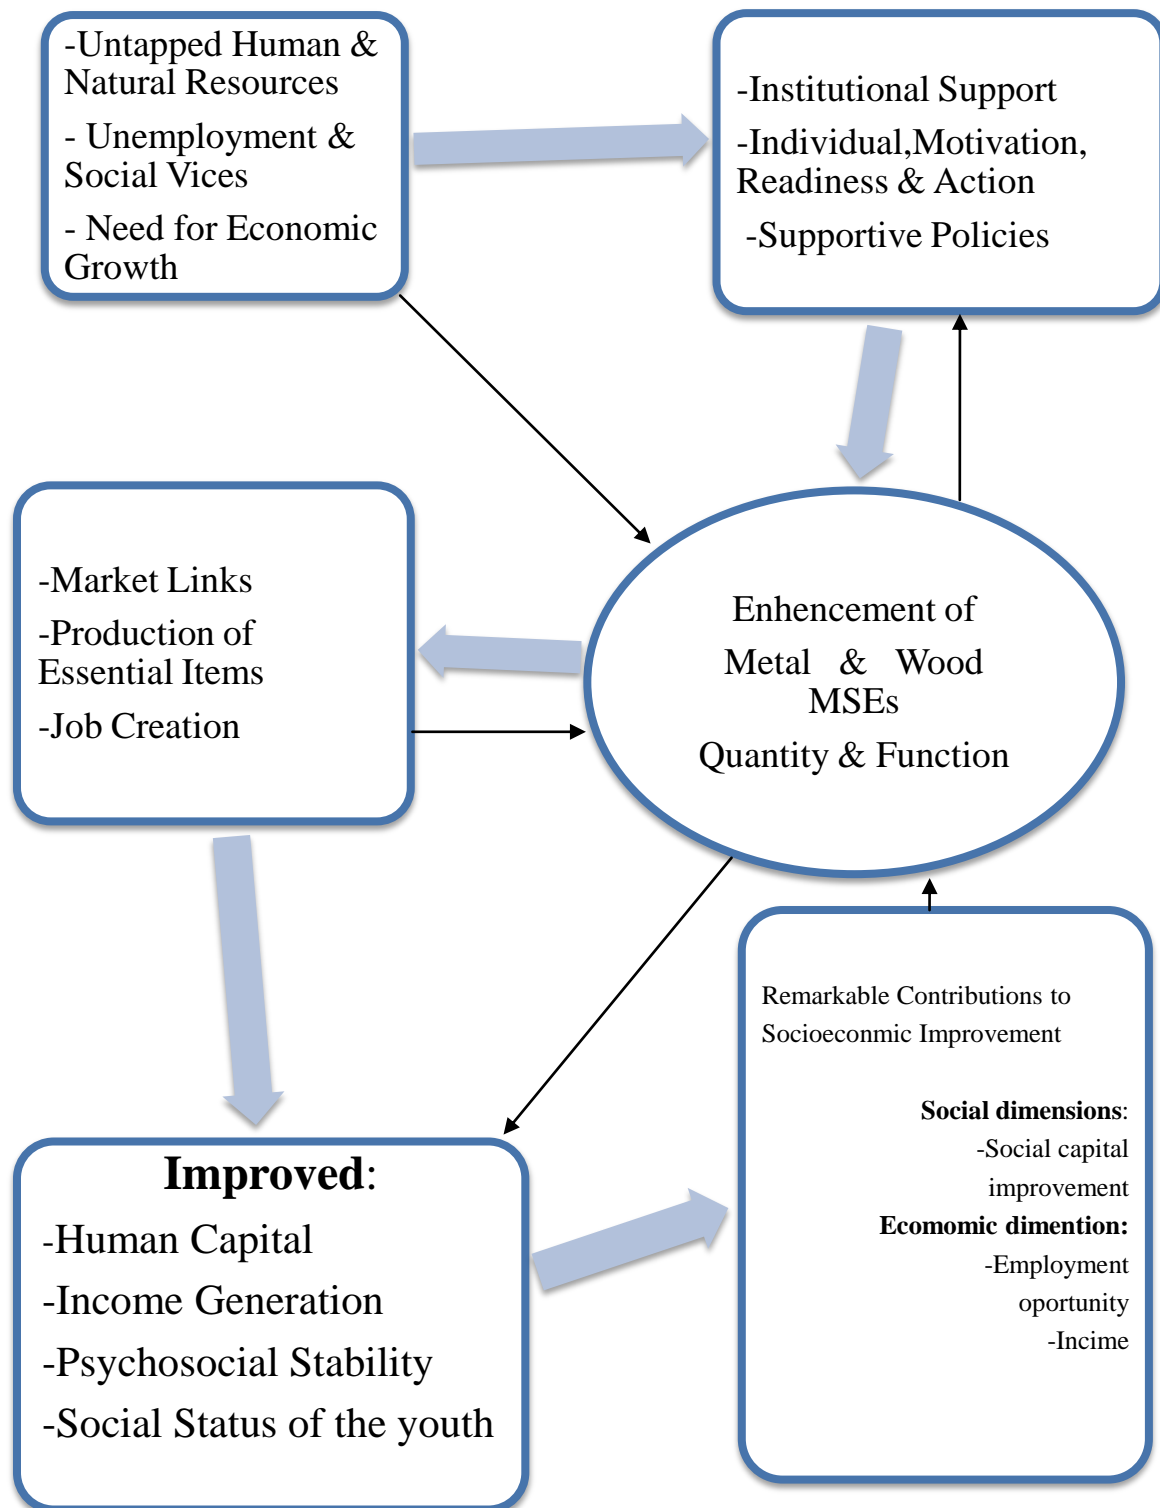 -Untapped Human &
Natural Resources
- Unemployment &
Social Vices
- Need for Economic
Growth
-Institutional Support
-Individual,Motivation,
Readiness & Action
-Supportive Policies
-Market Links
-Production of
Essential Items
-Job Creation
Enhencement of
Metal & Wood
MSEs
Quantity & Function
Improved:
-Human Capital
-Income Generation
-Psychosocial Stability
-Social Status of the youth
Remarkable Contributions to
Socioeconmic Improvement
Social dimensions:
-Social capital
improvement
Ecomomic dimention:
-Employment
oportunity
-Incime